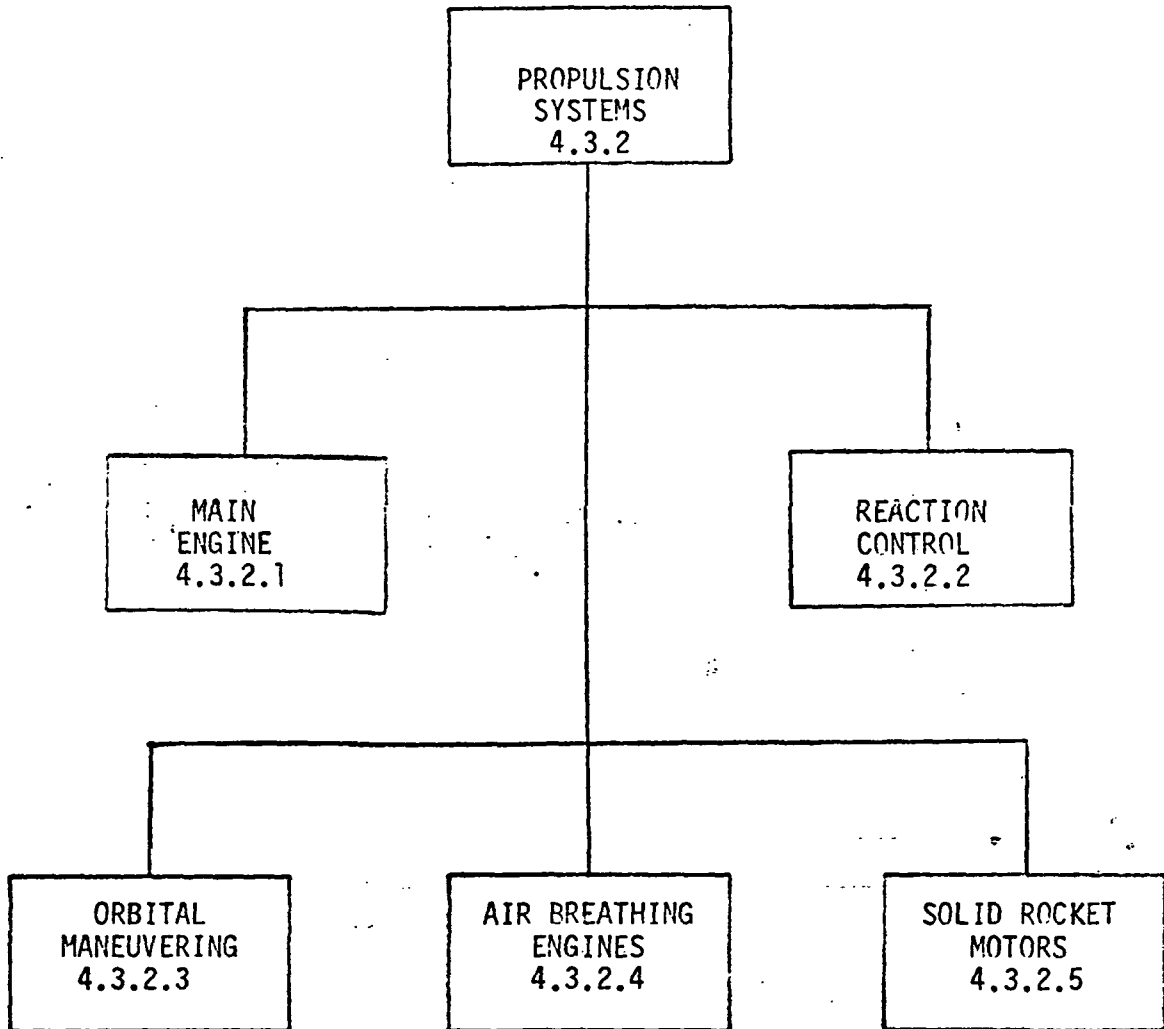 PROPULSION
SYSTEMS
4.3.2
MAIN
ENGINE
4.3.2.1
REACTION
CONTROL
4.3.2.2
ORBITAL
MANEUVERING
4.3.2.3
AIR BREATHING
ENGINES
4.3.2.4
SOLID ROCKET
MOTORS
4.3.2.5